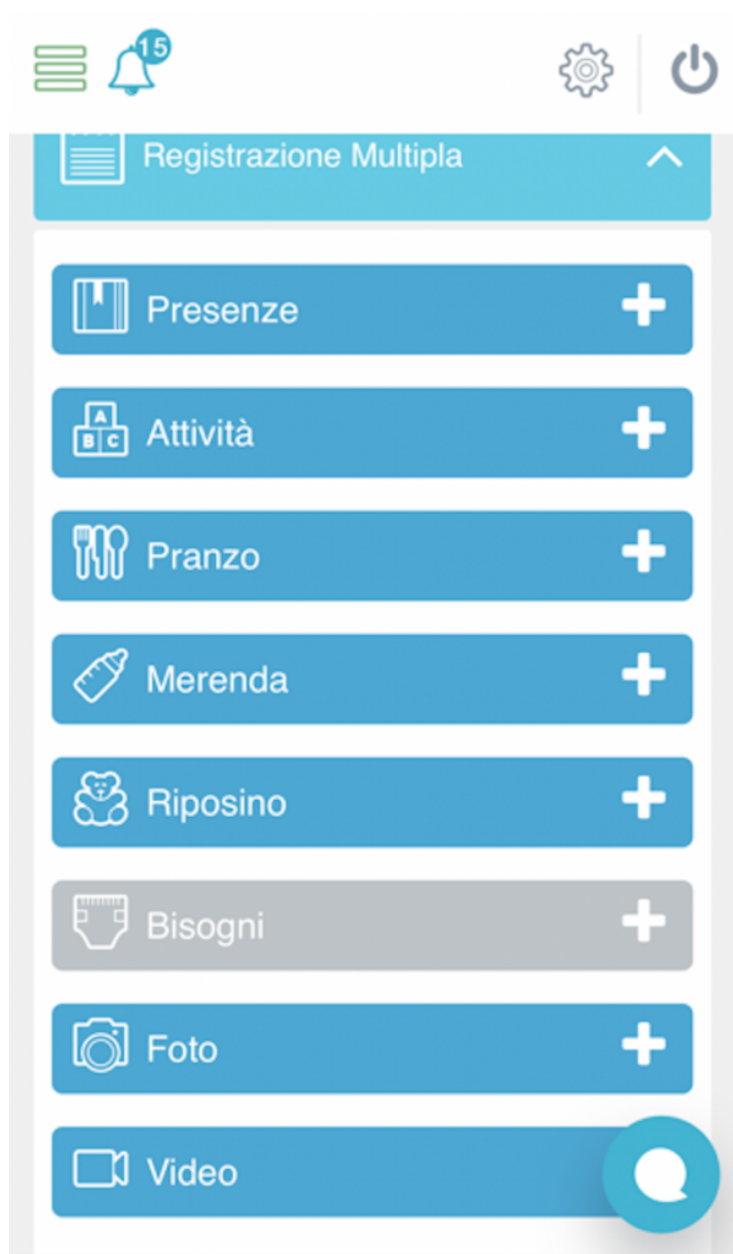 15
Registrazione Multipla
Presenze
A
B C
Attività
Pranzo
Merenda
Riposino
Bisogni
Foto
Video